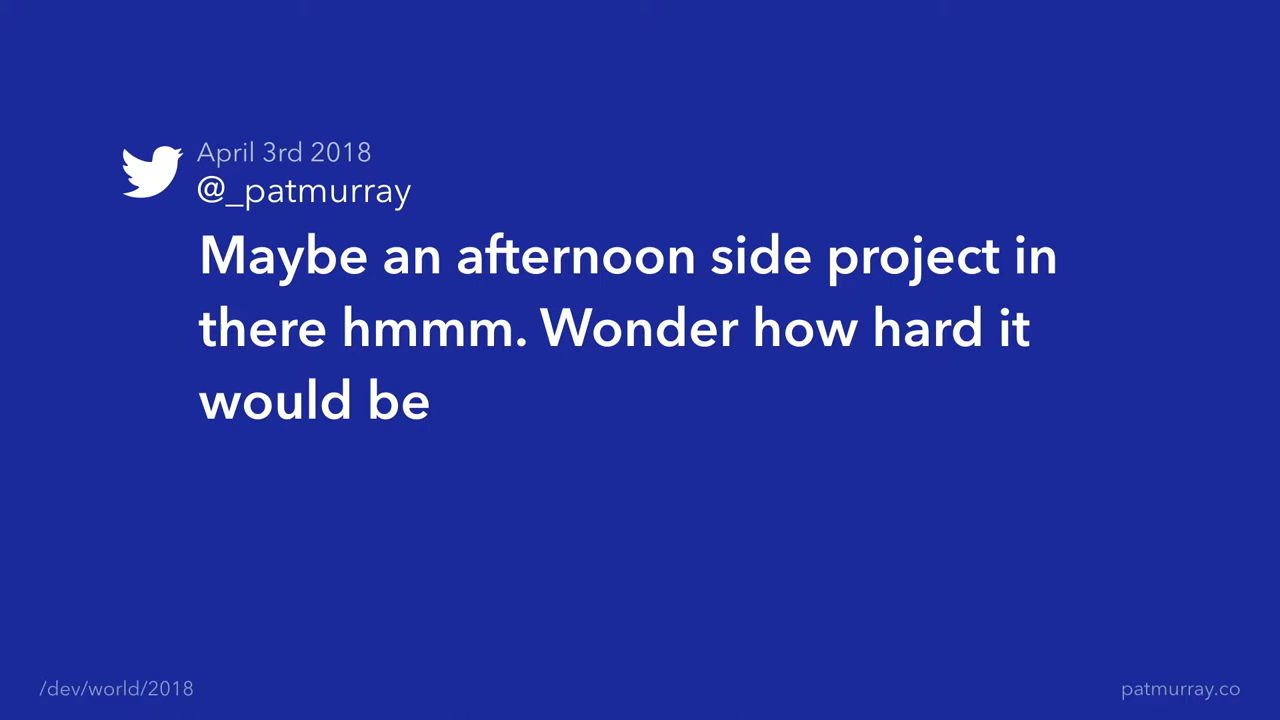 April 3rd 2018
@_patmurray
Maybe an afternoon side project in
there hmmm. Wonder how hard it
would be
/dev/world/2018
patmurray.co